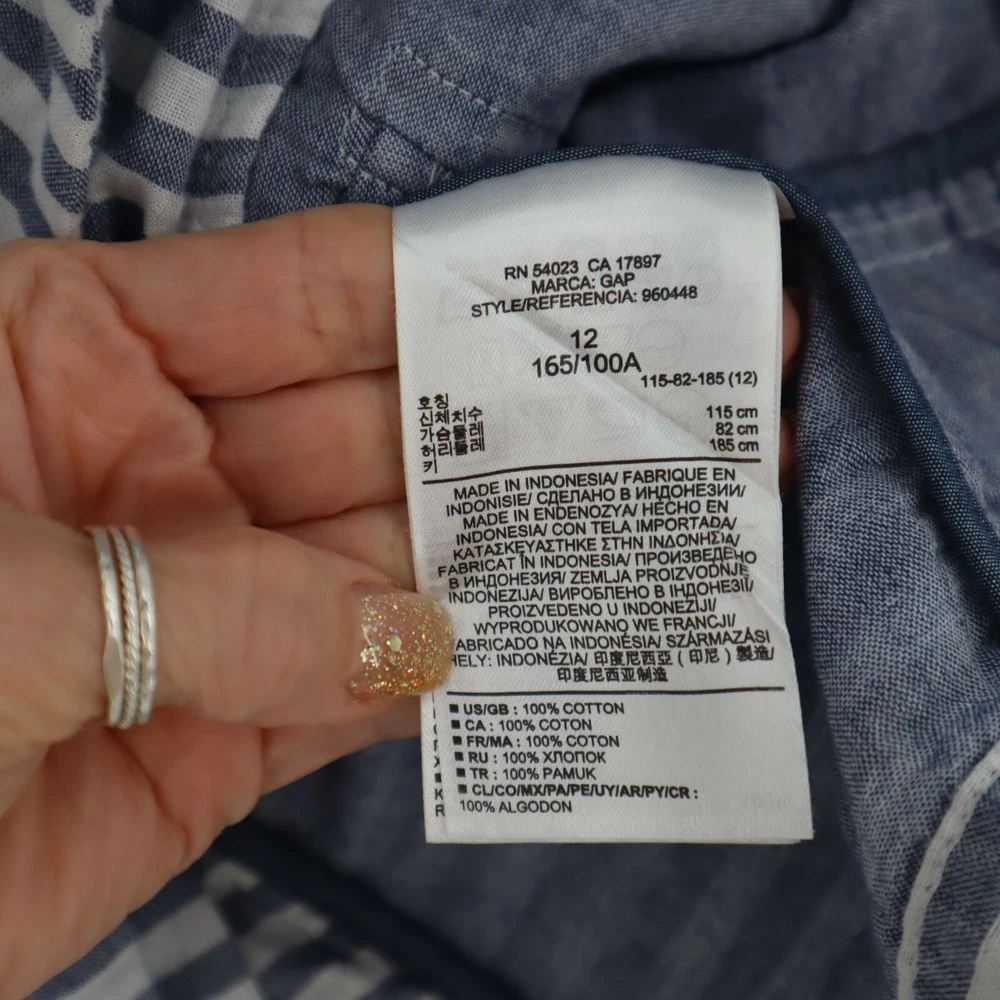 RN 54023 CA 17897
MARCA: GAP
STYLE/REFERENCIA: 960448
12
165/100A
115-82-185 (12)
호칭
신체치수 115 cm
가슴둘레 82 cm
허리둘레 185 cm
키
MADE IN INDONESIA/ FABRIQUE EN
INDONISIE/ СДЕЛАНО В ИНДОНЕЗИИ/
MADE IN ENDENOZYA/ HECHO EN
INDONESIA/ CON TELA IMPORTADA/
ΚΑΤΑΣΚΕΥΑΣΤΗΚΕ ΣΤΗΝ ΙΝΔΟΝΗΣΙΑ/
FABRICAT ÎN INDONESIA/ ПРОИЗВЕДЕНО
В ИНДОНЕЗИЯ/ ZEMLJA PROIZVODNJE
INDONEZIJA/ ВИРОБЛЕНО В ІНДОНЕЗІЇ/
PROIZVEDENO U INDONEZIJI/
WYPRODUKOWANO WE FRANCJI/
FABRICADO NA INDONÉSIA/ SZÁRMAZÁSI
HELY: INDONÉZIA/ 印度尼西亞 ( 印尼 ) 製造/
印度尼西亚制造
■ US/GB : 100% COTTON
■ CA : 100% COTON
■ FR/MA : 100% COTON
■ RU : 100% ХЛОПОК
■ TR : 100% PAMUK
■ CL/CO/MX/PA/PE/UY/AR/PY/CR :
100% ALGODON